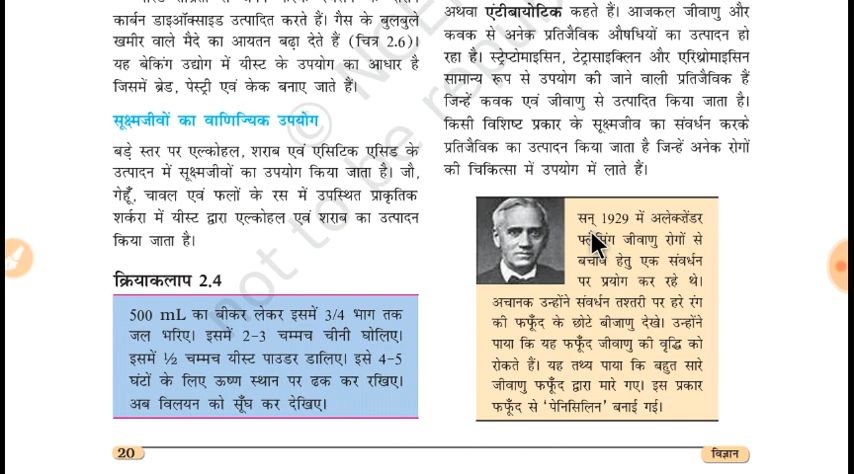 कार्बन डाइऑक्साइड उत्पादित करते हैं। गैस के बुलबुले
खमीर वाले मैदे का आयतन बढ़ा देते हैं (चित्र 2.6)।
यह बेकिंग उद्योग में यीस्ट के उपयोग का आधार है
जिसमें ब्रेड, पेस्ट्री एवं केक बनाए जाते हैं।
सूक्ष्मजीवों का वाणिज्यिक उपयोग
बड़े स्तर पर एल्कोहल, शराब एवं एसिटिक एसिड के
उत्पादन में सूक्ष्मजीवों का उपयोग किया जाता है। जौ,
गेहूँ, चावल एवं फलों के रस में उपस्थित प्राकृतिक
शर्करा में यीस्ट द्वारा एल्कोहल एवं शराब का उत्पादन
किया जाता है।
क्रियाकलाप 2.4
500 mL का बीकर लेकर इसमें 3/4 भाग तक
जल भरिए। इसमें 2-3 चम्मच चीनी घोलिए।
इसमें ½ चम्मच यीस्ट पाउडर डालिए। इसे 4-5
घंटों के लिए ऊष्ण स्थान पर ढक कर रखिए।
अब विलयन को सूँघ कर देखिए।
अथवा एंटीबायोटिक कहते हैं। आजकल जीवाणु और
कवक से अनेक प्रतिजैविक औषधियों का उत्पादन हो
रहा है। स्ट्रेप्टोमाइसिन, टेट्रासाइक्लिन और एरिथ्रोमाइसिन
सामान्य रूप से उपयोग की जाने वाली प्रतिजैविक हैं
जिन्हें कवक एवं जीवाणु से उत्पादित किया जाता है।
किसी विशिष्ट प्रकार के सूक्ष्मजीव का संवर्धन करके
प्रतिजैविक का उत्पादन किया जाता है जिन्हें अनेक रोगों
की चिकित्सा में उपयोग में लाते हैं।
सन् 1929 में अलेक्ज़ेंडर
फ्लेमिंग जीवाणु रोगों से
बचाव हेतु एक संवर्धन
पर प्रयोग कर रहे थे।
अचानक उन्होंने संवर्धन तश्तरी पर हरे रंग
की फफूँद के छोटे बीजाणु देखे। उन्होंने
पाया कि यह फफूँद जीवाणु की वृद्धि को
रोकते हैं। यह तथ्य पाया कि बहुत सारे
जीवाणु फफूँद द्वारा मारे गए। इस प्रकार
फफूँद से 'पेनिसिलिन' बनाई गई।
20
विज्ञान
not to be republ
© NC